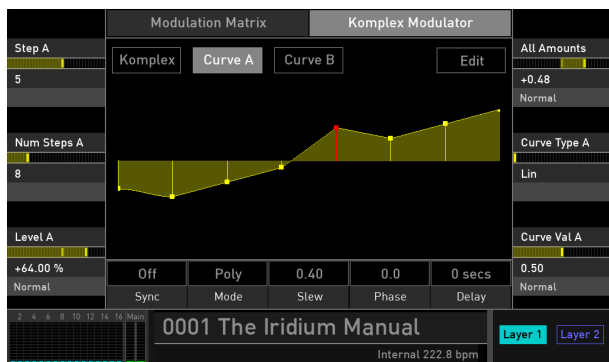 Modulation Matrix
Komplex Modulator
Step A
5
Num Steps A
8
Level A
+64.00 %
Normal
Komplex
Curve A
Curve B
Edit
All Amounts
+0.48
Normal
Curve Type A
Lin
Curve Val A
0.50
Normal
Off
Poly
0.40
0.0
0 secs
Sync
Mode
Slew
Phase
Delay
2 4 6 8 10 12 14 16 Main
0001 The Iridium Manual
Internal 222.8 bpm
Layer 1
Layer 2